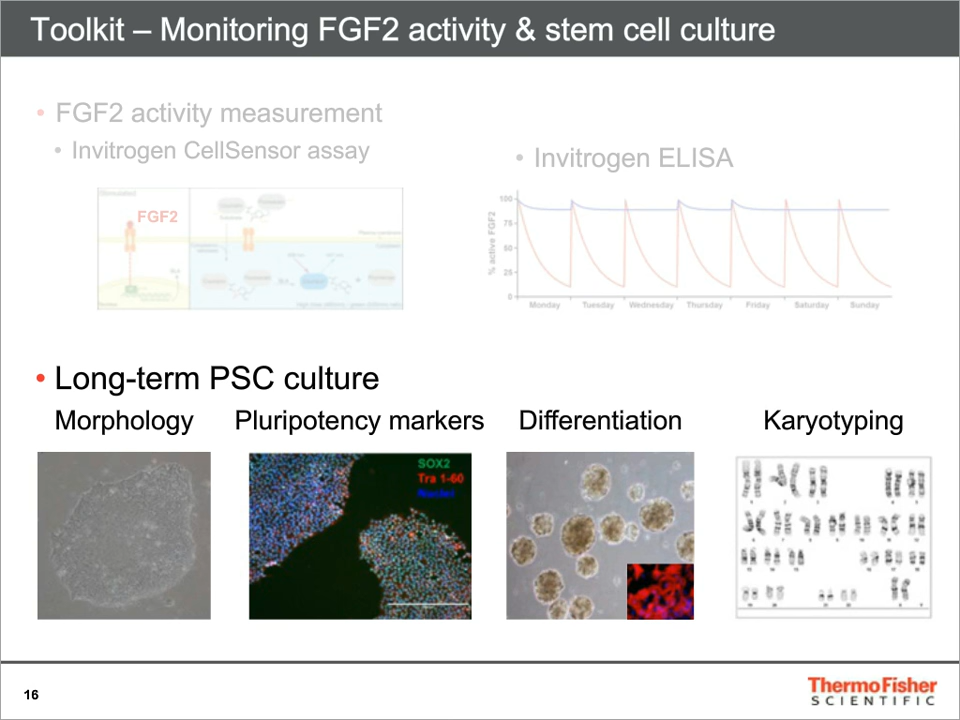 Toolkit – Monitoring FGF2 activity & stem cell culture
• FGF2 activity measurement
• Invitrogen CellSensor assay
• Invitrogen ELISA
Stimulated
FGF2
% active FGF2
100
75
50
25
0
Monday Tuesday Wednesday Thursday Friday Saturday Sunday
• Long-term PSC culture
Morphology Pluripotency markers Differentiation Karyotyping
SOX2
Tra 1-60
Nuclei
16
ThermoFisher
SCIENTIFIC